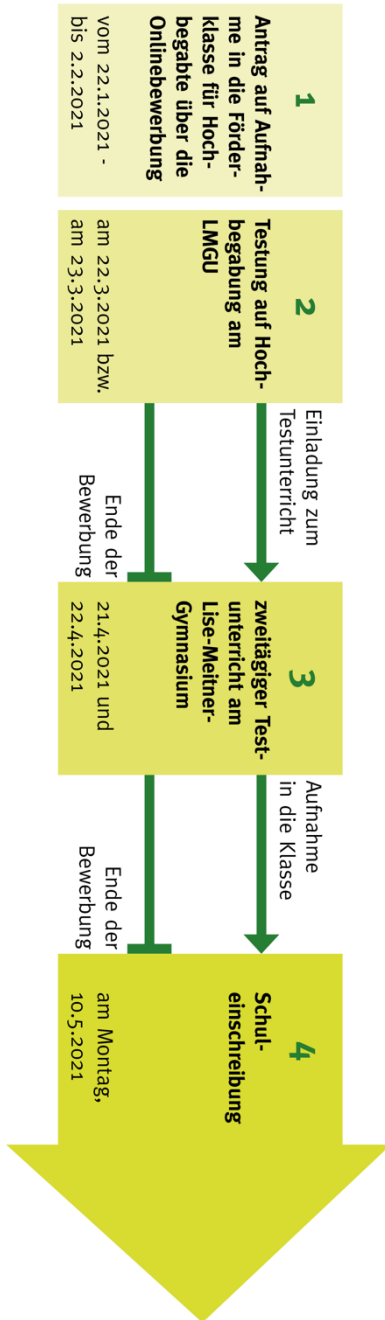 1
Antrag auf Aufnah-
me in die Förder-
klasse für Hoch-
begabte über die
Onlinebewerbung
vom 22.1.2021 -
bis 2.2.2021
2
Testung auf Hoch-
begabung am
LMGU
am 22.3.2021 bzw.
am 23.3.2021
Einladung zum
Testunterricht
Ende der
Bewerbung
3
zweitägiger Test-
unterricht am
Lise-Meitner-
Gymnasium
21.4.2021 und
22.4.2021
Aufnahme
in die Klasse
Ende der
Bewerbung
4
Schul-
einschreibung
am Montag,
10.5.2021